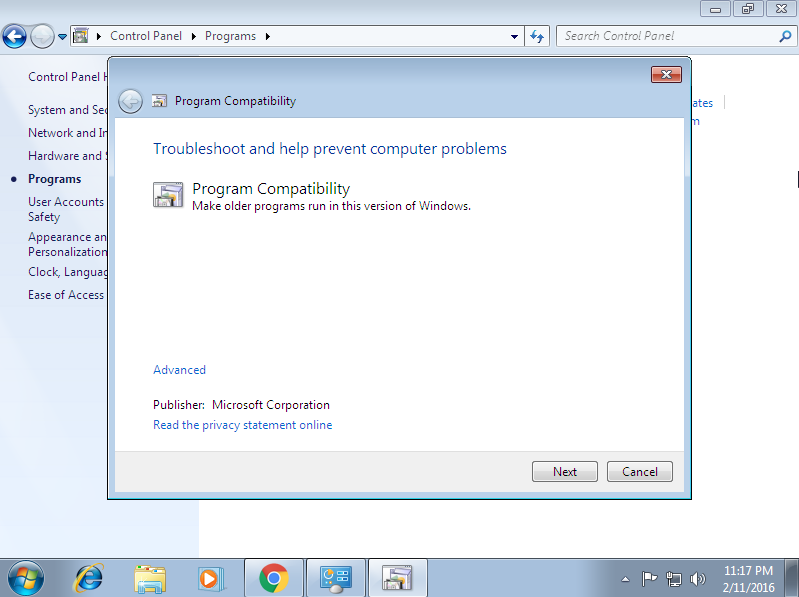 Control Panel
Programs
Search Control Panel
Control Panel H
System and Sec
Network and In
Hardware and S
Programs
User Accounts
Safety
Appearance an
Personalization
Clock, Languag
Ease of Access
ates
m
Program Compatibility
Troubleshoot and help prevent computer problems
Program Compatibility
Make older programs run in this version of Windows.
Advanced
Publisher: Microsoft Corporation
Read the privacy statement online
Next
Cancel
11:17 PM
2/11/2016